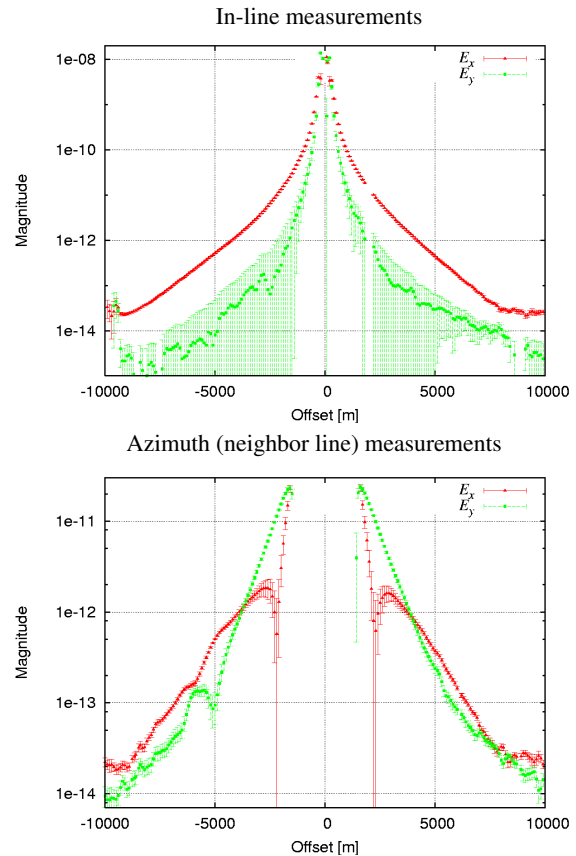 In-line measurements
1e-08
1e-10
1e-12
1e-14
Magnitude
Ex
Ey
-10000 -5000 0 5000 10000
Offset [m]
Azimuth (neighbor line) measurements
1e-11
1e-12
1e-13
1e-14
Magnitude
Ex
Ey
-10000 -5000 0 5000 10000
Offset [m]